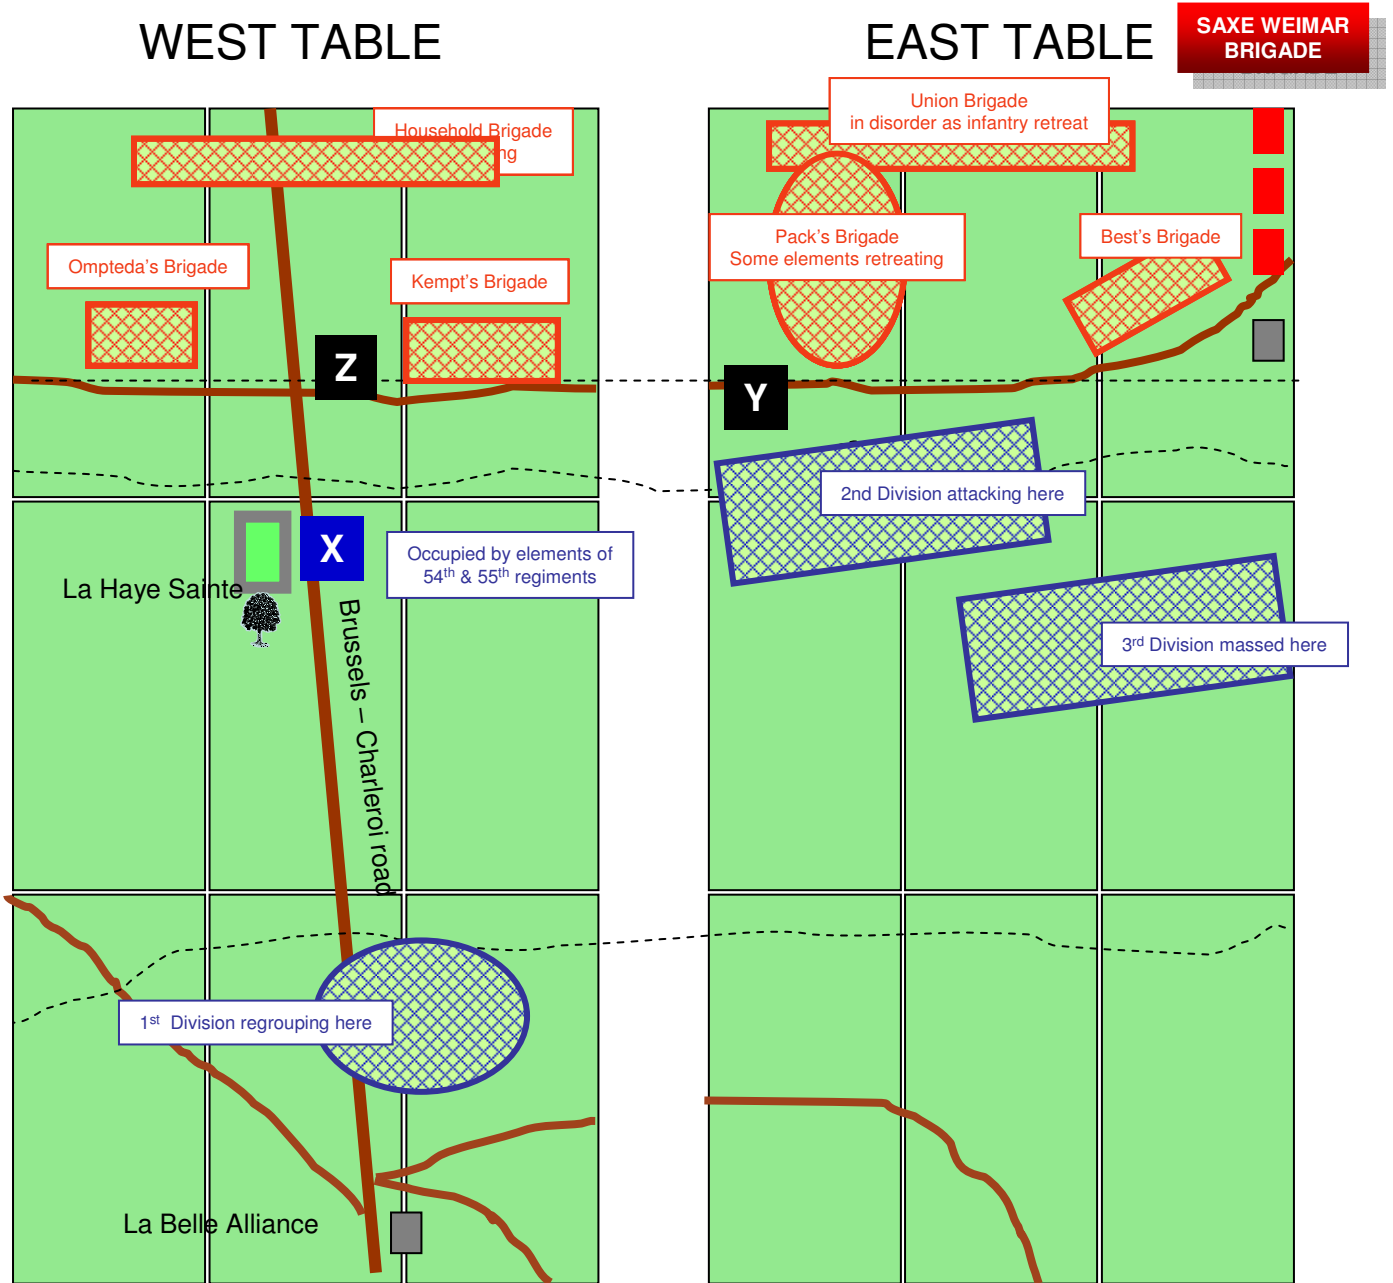 WEST TABLE
EAST TABLE
SAXE WEIMAR
BRIGADE
Household Brigade
ng
Union Brigade
in disorder as infantry retreat
Ompteda's Brigade
Kempt's Brigade
Pack's Brigade
Some elements retreating
Best's Brigade
Z
Y
2nd Division attacking here
X
Occupied by elements of
54th & 55th regiments
La Haye Sainte
3rd Division massed here
Brussels – Charleroi road
1st Division regrouping here
La Belle Alliance